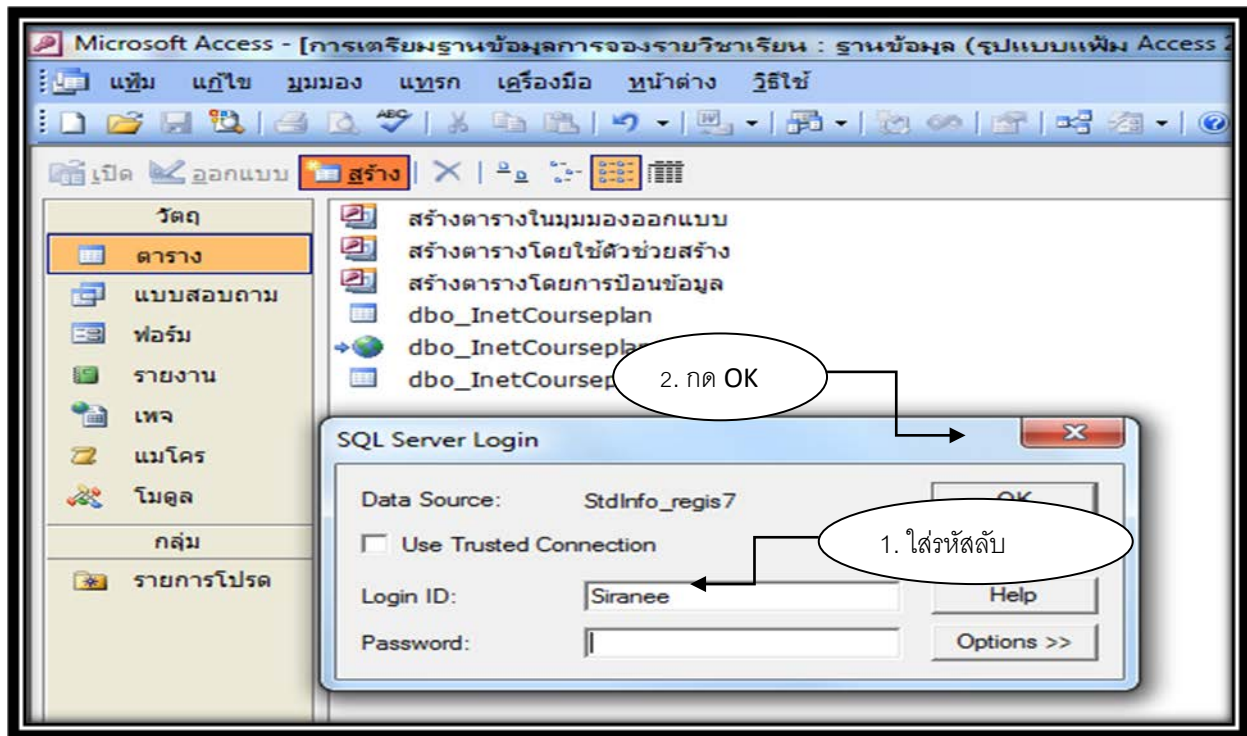 Microsoft Access - [การเตรียมฐานข้อมูลการจองรายวิชาเรียน : ฐานข้อมูล (รูปแบบแฟ้ม Access 2
แฟ้ม แก้ไข มุมมอง แทรก เครื่องมือ หน้าต่าง วิธีใช้
เปิด ออกแบบ สร้าง
วัตถุ
ตาราง
แบบสอบถาม
ฟอร์ม
รายงาน
เพจ
แมโคร
โมดูล
กลุ่ม
รายการโปรด
สร้างตารางในมุมมองออกแบบ
สร้างตารางโดยใช้ตัวช่วยสร้าง
สร้างตารางโดยการป้อนข้อมูล
dbo_InetCourseplan
dbo_InetCourseplan
dbo_InetCoursep
2. กด OK
SQL Server Login
Data Source: StdInfo_regis7 OK
Use Trusted Connection
1. ใส่รหัสลับ
Login ID: Siranee Help
Password: Options >>